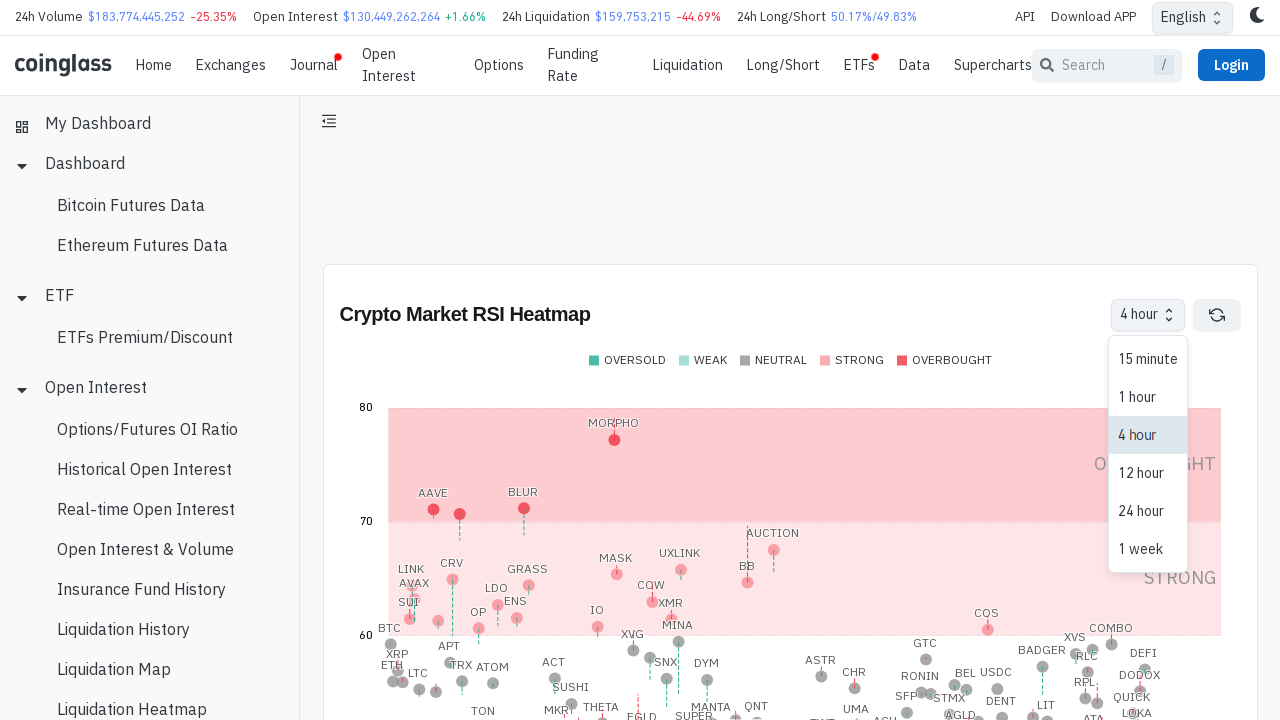 24h Volume $183,774,445,252 -25.35% Open Interest $130,449,262,264 +1.66% 24h Liquidation $159,753,215 -44.69% 24h Long/Short 50.17%/49.83% API Download APP English
coinglass Home Exchanges Journal Open Interest Options Funding Rate Liquidation Long/Short ETFs Data Supercharts Search / Login
My Dashboard
Dashboard
Bitcoin Futures Data
Ethereum Futures Data
ETF
ETFs Premium/Discount
Open Interest
Options/Futures OI Ratio
Historical Open Interest
Real-time Open Interest
Open Interest & Volume
Insurance Fund History
Liquidation History
Liquidation Map
Liquidation Heatmap
Crypto Market RSI Heatmap
4 hour
15 minute
1 hour
4 hour
12 hour
24 hour
1 week
OVERSOLD WEAK NEUTRAL STRONG OVERBOUGHT
80
MORPHO
AAVE BLUR
70
AUCTION
UXLINK
LINK CRV GRASS MASK BB
AVAX LDO COW
SUI OP ENS IO XMR COS
STRONG
60
BTC XVG MINA COMBO
XRP APT GTC XVS
ETH LTC TRX ATOM ACT SNX DYM ASTR CHR BADGER RLC DEFI
SUSHI RONIN BEL USDC RPL DODOX
TON MKR THETA MANTA QNT UMA SFP STMX DENT LIT QUICK
EGLD SUPER AGLD ATA LOKA